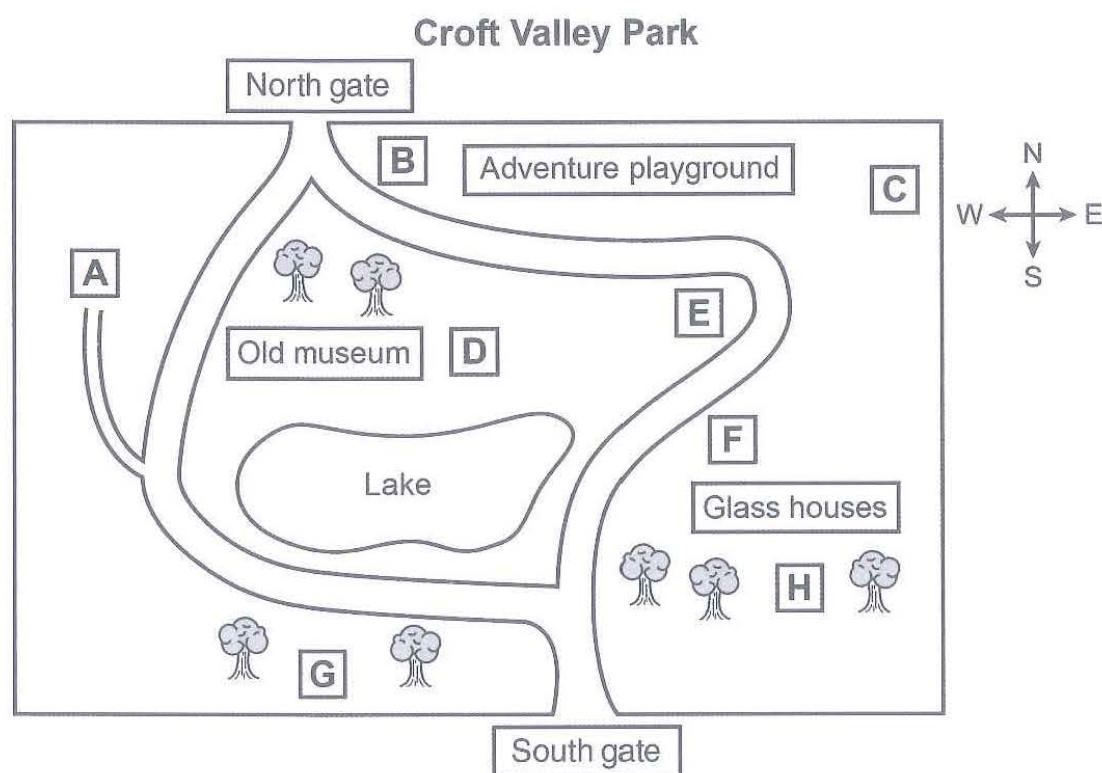 Croft Valley Park
North gate
B
Adventure playground
C
N
W E
S
A
E
Old museum
D
F
Lake
Glass houses
H
G
South gate